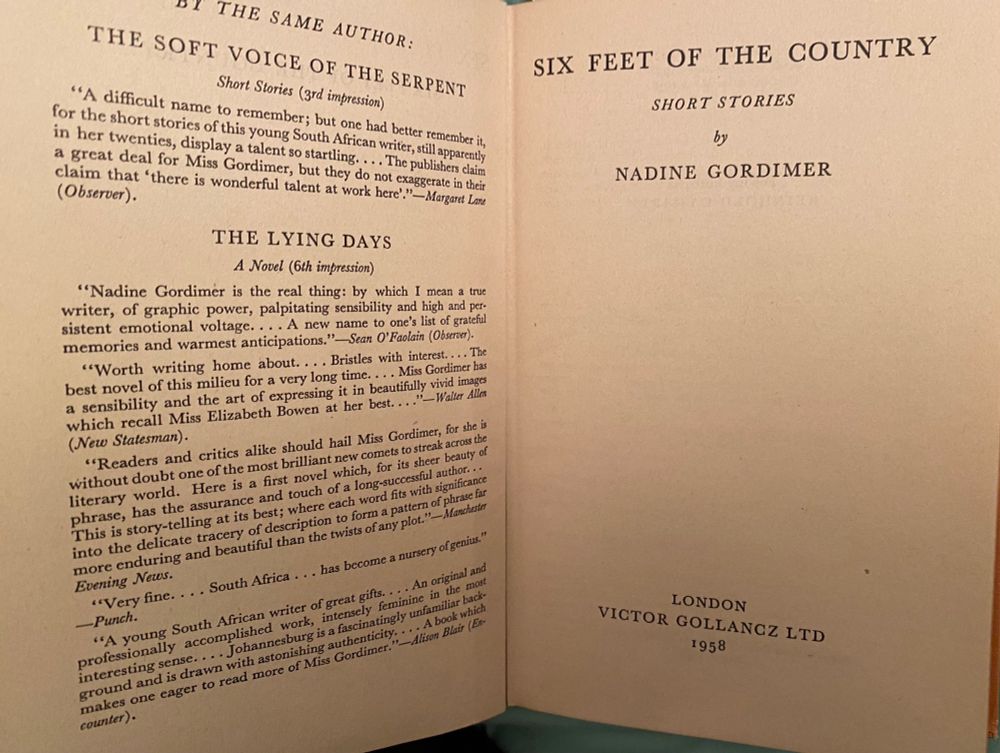 BY THE SAME AUTHOR:
THE SOFT VOICE OF THE SERPENT
Short Stories (3rd impression)
“A difficult name to remember; but one had better remember it,
for the short stories of this young South African writer, still apparently
in her twenties, display a talent so startling. . . . The publishers claim
a great deal for Miss Gordimer, but they do not exaggerate in their
claim that ‘there is wonderful talent at work here’.”—Margaret Lane
(Observer).
THE LYING DAYS
A Novel (6th impression)
“Nadine Gordimer is the real thing: by which I mean a true
writer, of graphic power, palpitating sensibility and high and per-
sistent emotional voltage. . . . A new name to one’s list of grateful
memories and warmest anticipations.”—Sean O’Faolain (Observer).
“Worth writing home about. . . . Bristles with interest. . . . The
best novel of this milieu for a very long time. . . . Miss Gordimer has
a sensibility and the art of expressing it in beautifully vivid images
which recall Miss Elizabeth Bowen at her best. . . .”—Walter Allen
(New Statesman).
“Readers and critics alike should hail Miss Gordimer, for she is
without doubt one of the most brilliant new comets to streak across the
literary world. Here is a first novel which, for its sheer beauty of
phrase, has the assurance and touch of a long-successful author. . .
This is story-telling at its best; where each word fits with significance
into the delicate tracery of description to form a pattern of phrase far
more enduring and beautiful than the twists of any plot.”—Manchester
Evening News.
“Very fine. . . . South Africa . . . has become a nursery of genius.”
—Punch.
“A young South African writer of great gifts. . . . An original and
professionally accomplished work, intensely feminine in the most
interesting sense. . . . Johannesburg is a fascinatingly unfamiliar back-
ground and is drawn with astonishing authenticity. . . . A book which
makes one eager to read more of Miss Gordimer.”—Alison Blair (En-
counter).
SIX FEET OF THE COUNTRY
SHORT STORIES
by
NADINE GORDIMER
LONDON
VICTOR GOLLANCZ LTD
1958